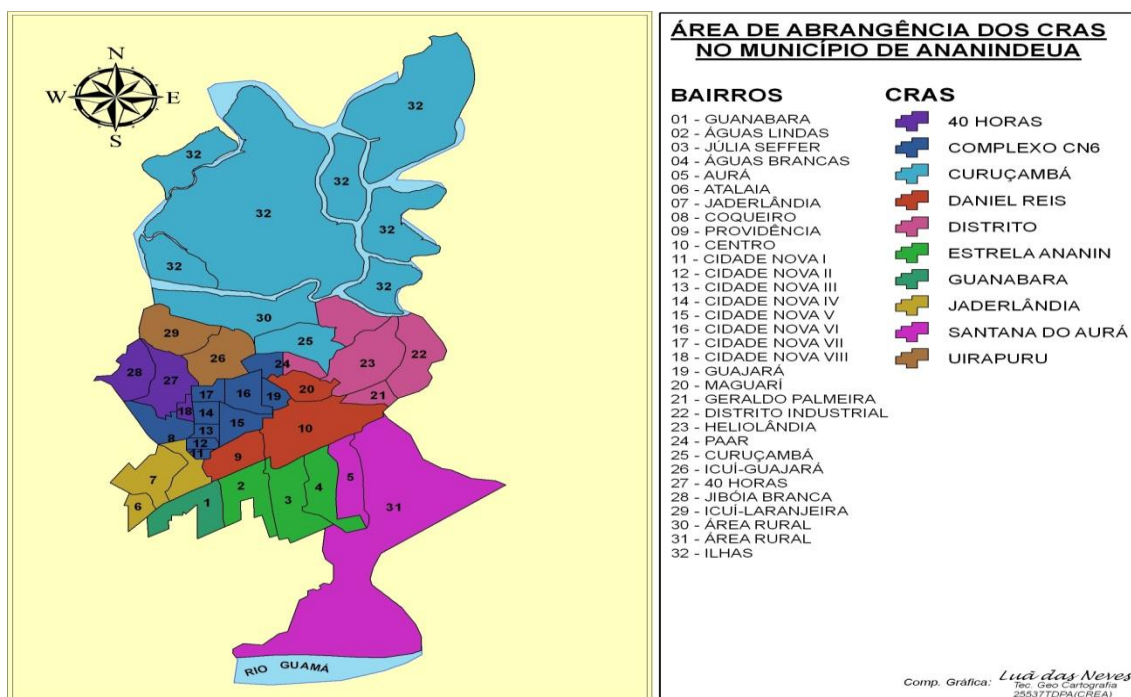 N
W E
S
32
32
32
32
32
32
32
30
29
25
26
23
22
24
28
27
17
16
19
20
21
18
14
15
13
10
8
12
11
9
7
2
4
5
6
1
3
31
RIO GUAMÁ
ÁREA DE ABRANGÊNCIA DOS CRAS
NO MUNICÍPIO DE ANANINDEUA
BAIRROS
01 - GUANABARA
02 - ÁGUAS LINDAS
03 - JÚLIA SEFFER
04 - ÁGUAS BRANCAS
05 - AURÁ
06 - ATALAIA
07 - JADERLÂNDIA
08 - COQUEIRO
09 - PROVIDÊNCIA
10 - CENTRO
11 - CIDADE NOVA I
12 - CIDADE NOVA II
13 - CIDADE NOVA III
14 - CIDADE NOVA IV
15 - CIDADE NOVA V
16 - CIDADE NOVA VI
17 - CIDADE NOVA VII
18 - CIDADE NOVA VIII
19 - GUAJARÁ
20 - MAGUARÍ
21 - GERALDO PALMEIRA
22 - DISTRITO INDUSTRIAL
23 - HELIOLÂNDIA
24 - PAAR
25 - CURUÇAMBÁ
26 - ICUÍ-GUAJARÁ
27 - 40 HORAS
28 - JIBÓIA BRANCA
29 - ICUÍ-LARANJEIRA
30 - ÁREA RURAL
31 - ÁREA RURAL
32 - ILHAS
CRAS
40 HORAS
COMPLEXO CN6
CURUÇAMBÁ
DANIEL REIS
DISTRITO
ESTRELA ANANIN
GUANABARA
JADERLÂNDIA
SANTANA DO AURÁ
UIRAPURU
Comp. Gráfica: Luã das Neves
Tec. Geo Cartografia
25537TDPA(CREA)